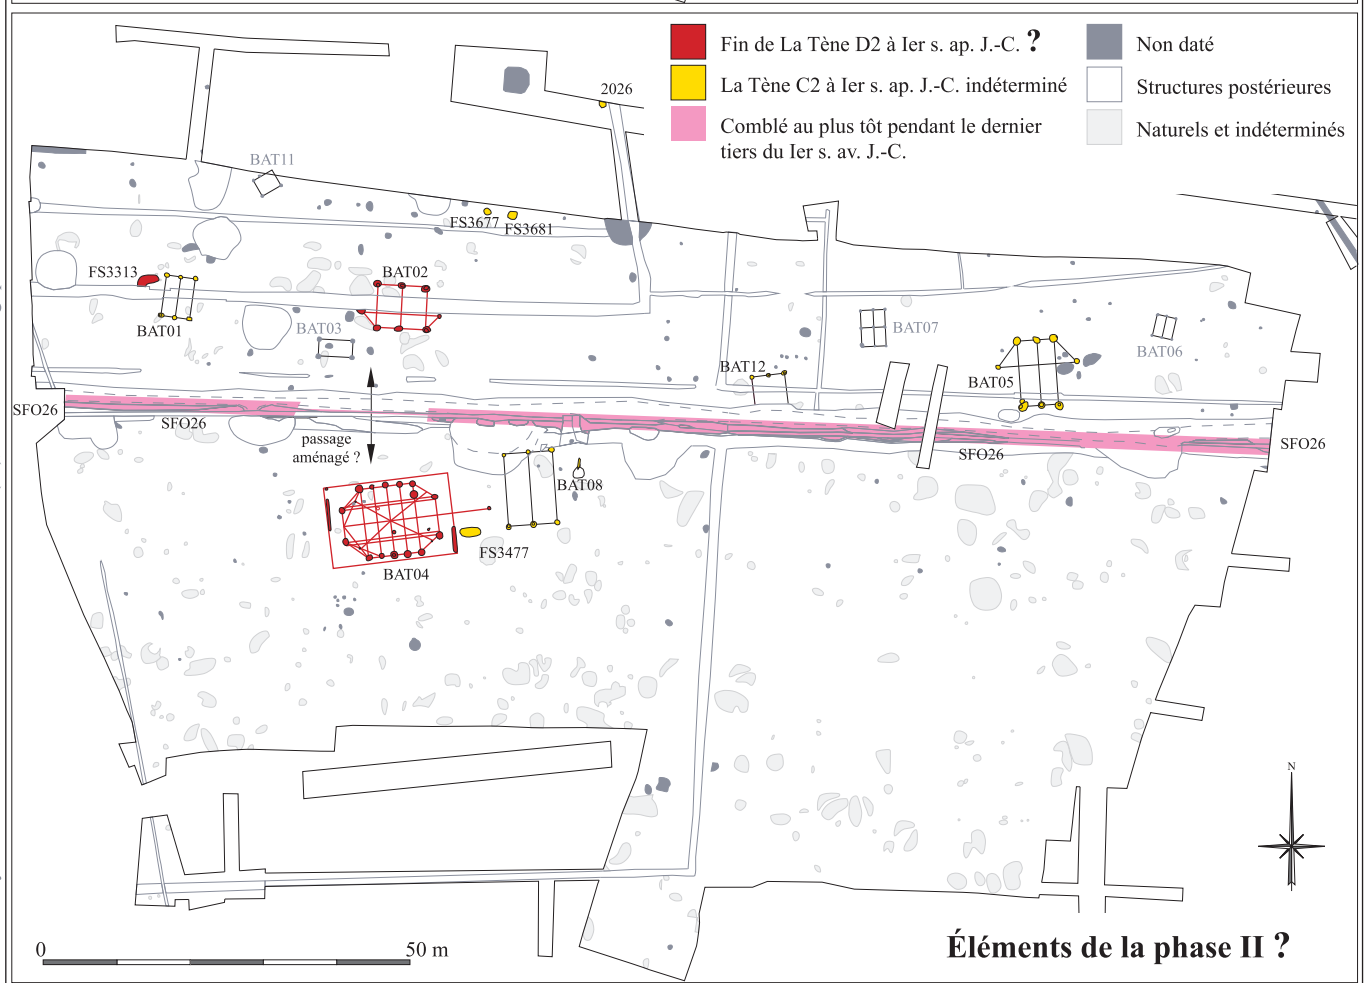 Fin de La Tène D2 à Ier s. ap. J.-C. ?
La Tène C2 à Ier s. ap. J.-C. indéterminé
Comblé au plus tôt pendant le dernier
tiers du Ier s. av. J.-C.
Non daté
Structures postérieures
Naturels et indéterminés
2026
BAT11
FS3677
FS3681
FS3313
BAT02
BAT01
BAT03
BAT07
BAT06
BAT12
BAT05
SFO26
SFO26
passage
aménagé ?
SFO26
SFO26
BAT08
FS3477
BAT04
N
0
50 m
Éléments de la phase II ?